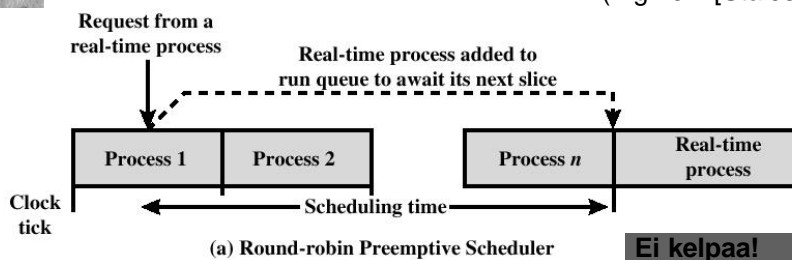 Request from a
real-time process
Real-time process added to
run queue to await its next slice
Process 1
Process 2
Process n
Real-time
process
Clock
tick
Scheduling time
(a) Round-robin Preemptive Scheduler
Ei kelpaa!